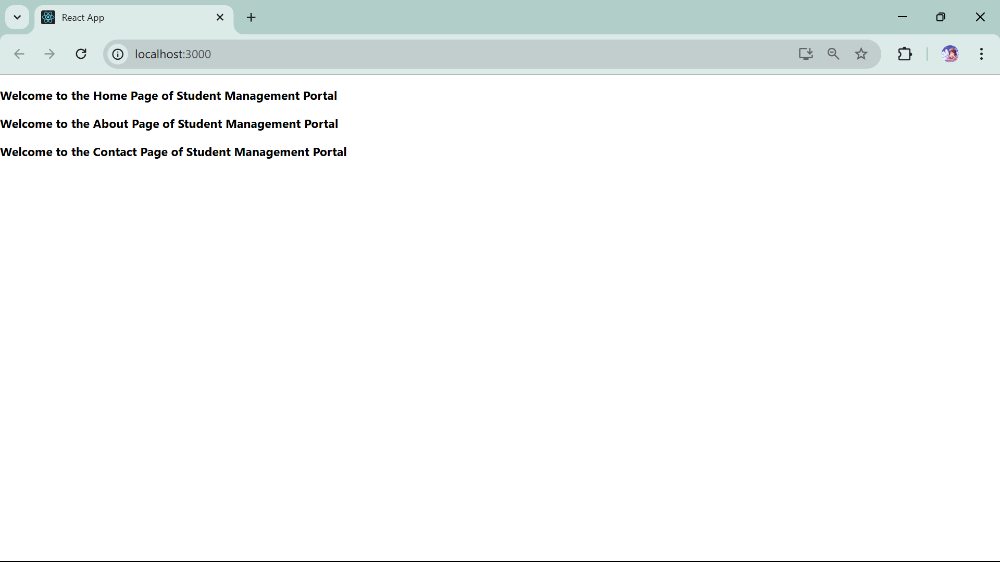 React App
localhost:3000
Welcome to the Home Page of Student Management Portal
Welcome to the About Page of Student Management Portal
Welcome to the Contact Page of Student Management Portal